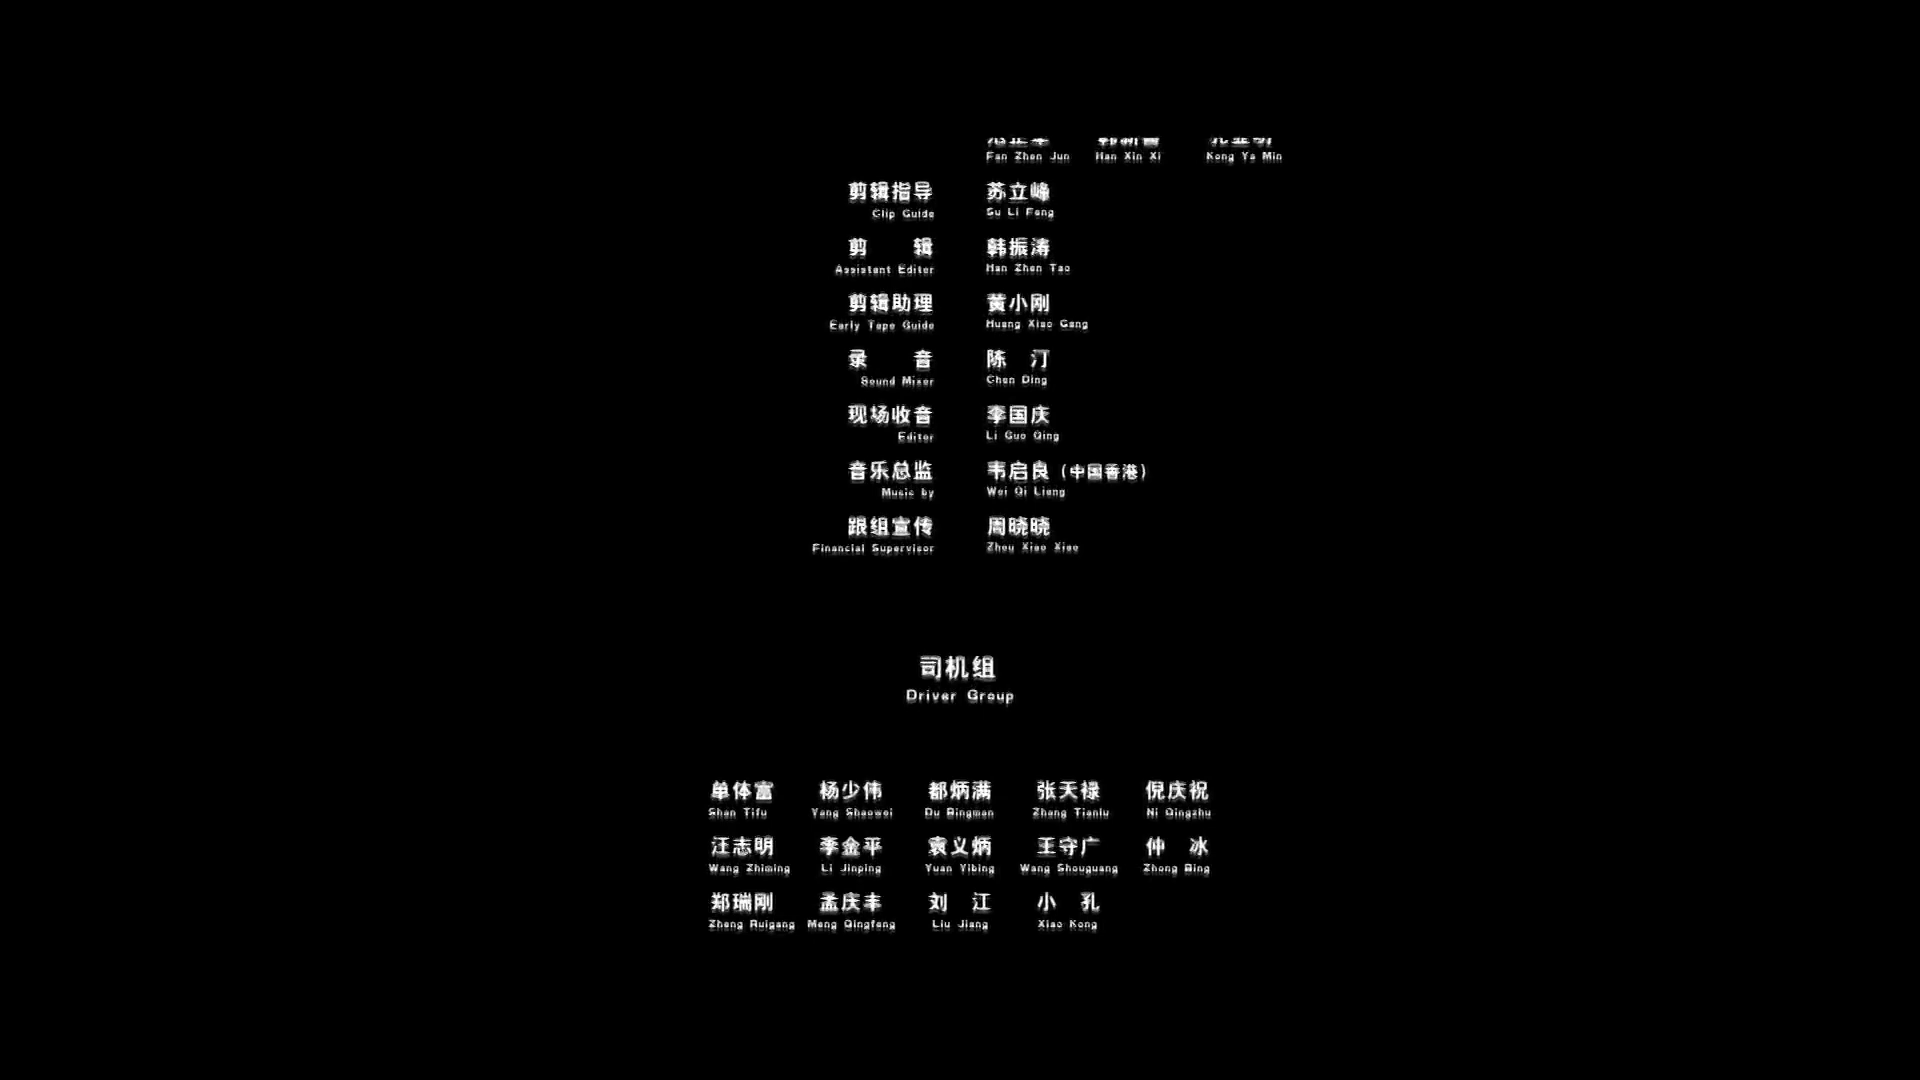 Fan Zhen Jun Han Xin Xi Kong Ya Min
剪辑指导 苏立峰
Clip Guide Su Li Feng
剪 辑 韩振涛
Assistant Editor Han Zhen Tao
剪辑助理 黄小刚
Early Tape Guide Huang Xiao Gang
录 音 陈 汀
Sound Mixer Chen Ding
现场收音 李国庆
Editor Li Guo Qing
音乐总监 韦启良（中国香港）
Music by Wei Qi Liang
跟组宣传 周晓晓
Financial Supervisor Zhou Xiao Xiao
司机组
Driver Group
单体富 杨少伟 都炳满 张天禄 倪庆祝
Shan Tifu Yang Shaowei Du Bingman Zhang Tianlu Ni Qingzhu
汪志明 李金平 袁义炳 王守广 仲 冰
Wang Zhiming Li Jinping Yuan Yibing Wang Shouguang Zhong Bing
郑瑞刚 孟庆丰 刘 江 小 孔
Zheng Ruigang Meng Qingfeng Liu Jiang Xiao Kong